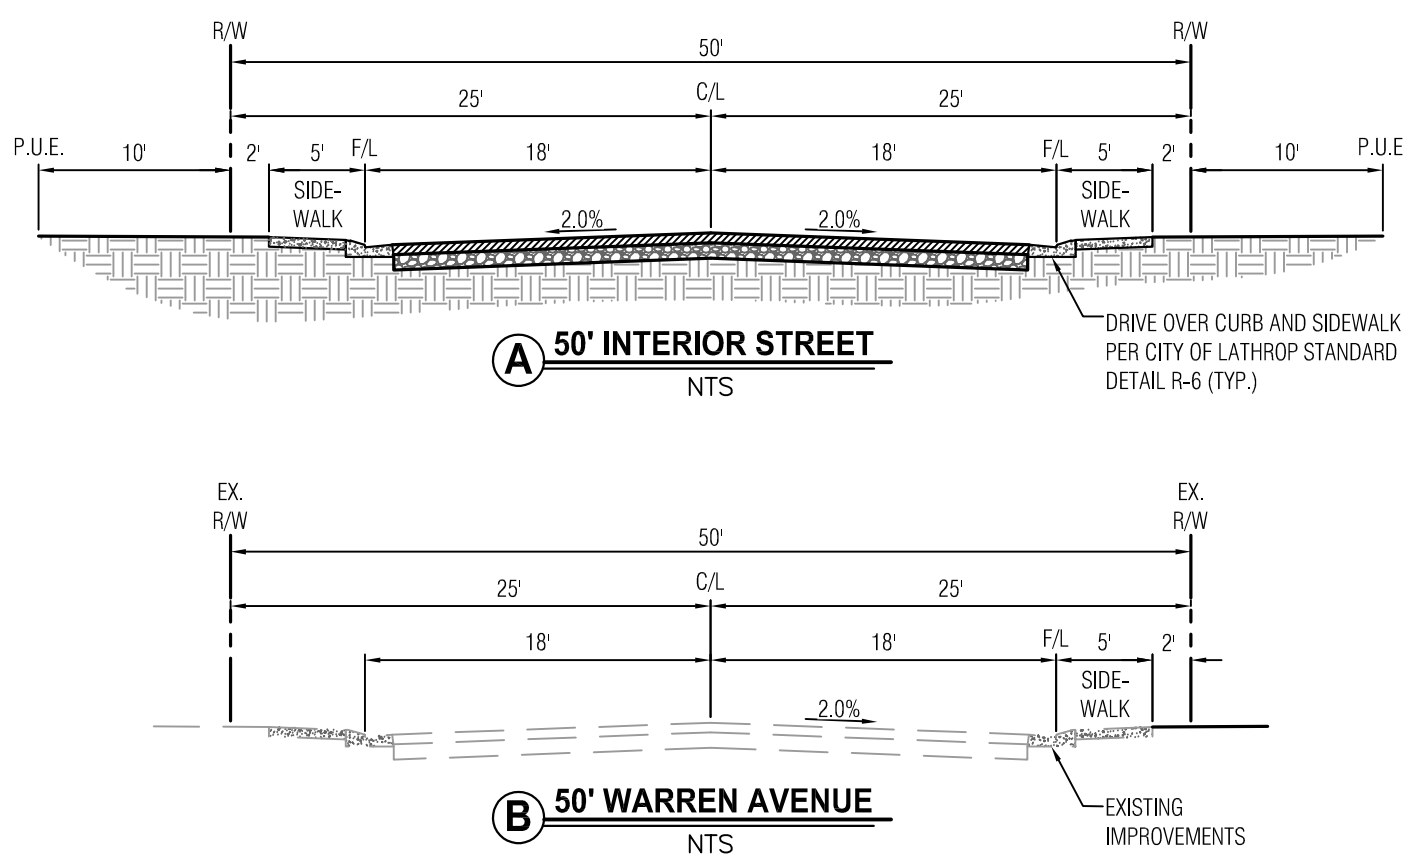 R/W
R/W
50'
25'
C/L
25'
P.U.E.
10'
2'
5'
F/L
18'
18'
F/L
5'
2'
10'
P.U.E
SIDE-
WALK
SIDE-
WALK
2.0%
2.0%
DRIVE OVER CURB AND SIDEWALK
PER CITY OF LATHROP STANDARD
DETAIL R-6 (TYP.)
A
50' INTERIOR STREET
NTS
EX.
R/W
EX.
R/W
50'
25'
C/L
25'
18'
18'
F/L
5'
2'
SIDE-
WALK
2.0%
EXISTING
IMPROVEMENTS
B
50' WARREN AVENUE
NTS